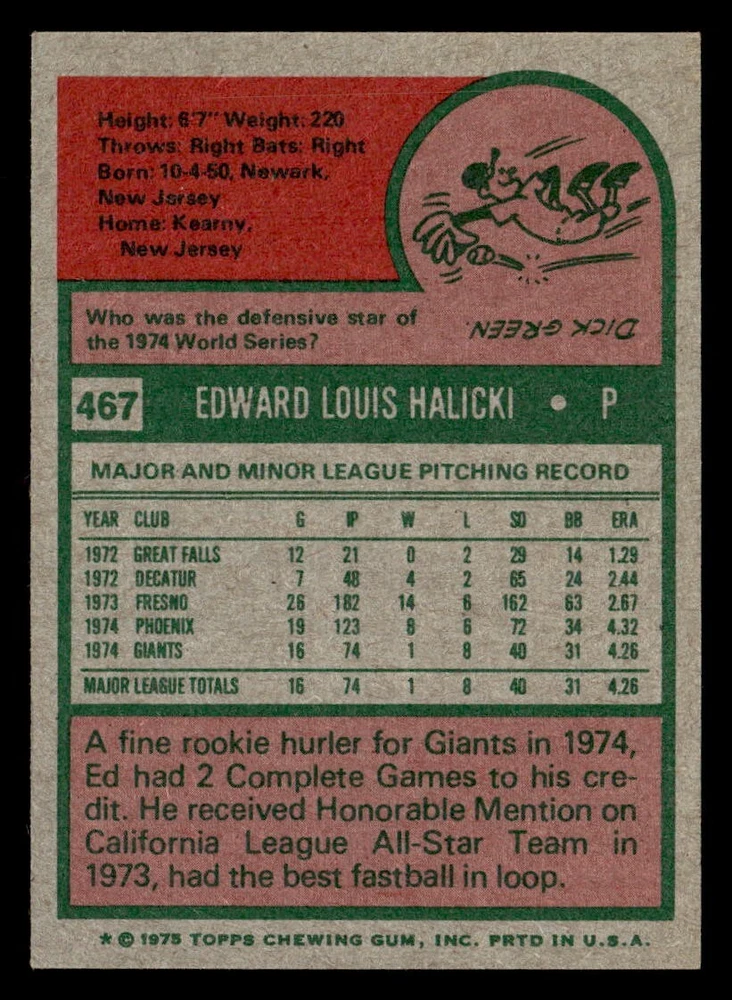 Height: 6'7" Weight: 220
Throws: Right Bats: Right
Born: 10-4-50, Newark,
New Jersey
Home: Kearny,
New Jersey
Who was the defensive star of
the 1974 World Series?
DICK GREEN.
467 EDWARD LOUIS HALICKI • P
MAJOR AND MINOR LEAGUE PITCHING RECORD
YEAR CLUB G IP W L SO BB ERA
1972 GREAT FALLS 12 21 0 2 29 14 1.29
1972 DECATUR 7 48 4 2 65 24 2.44
1973 FRESNO 26 182 14 6 162 63 2.67
1974 PHOENIX 19 123 8 6 72 34 4.32
1974 GIANTS 16 74 1 8 40 31 4.26
MAJOR LEAGUE TOTALS 16 74 1 8 40 31 4.26
A fine rookie hurler for Giants in 1974,
Ed had 2 Complete Games to his cre-
dit. He received Honorable Mention on
California League All-Star Team in
1973, had the best fastball in loop.
* © 1975 TOPPS CHEWING GUM, INC. PRTD IN U.S.A.